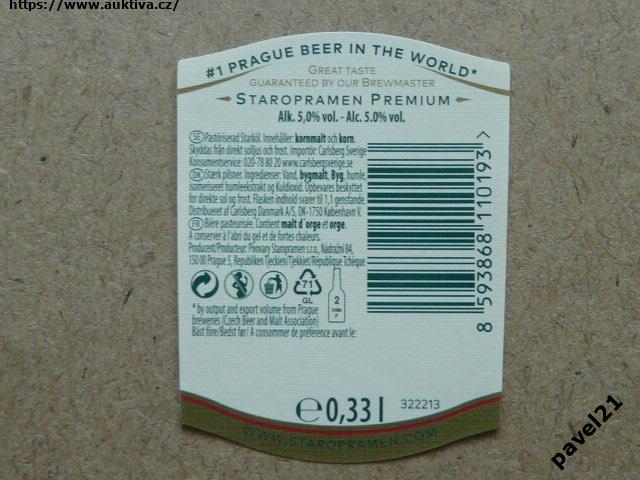 https://www.auktiva.cz/
#1 PRAGUE BEER IN THE WORLD*
GREAT TASTE
GUARANTEED BY OUR BREWMASTER
STAROPRAMEN PREMIUM
Alk. 5,0% vol. - Alc. 5.0% vol.
SE Pastöriserad Starköl. Innehåller: kornmalt och korn.
Skyddas från direkt solljus och frost. Importör: Carlsberg Sverige
Konsumentservice: 020-78 80 20 www.carlsbergsverige.se
DK Stærk pilsner. Ingredienser: Vand, bygmalt, Byg, humle,
isomeriseret humleekstrakt og Kuldioxid. Opbevares beskyttet
for direkte sol og frost. Flasken indhold svarer til 1,1 genstande.
Distribueret af Carlsberg Danmark A/S, DK-1750 København V.
FR Bière pasteurisée. Contient malt d'orge et orge.
A conserver à l'abri du gel et de fortes chaleurs.
Producent/Producteur: Pivovary Staropramen s.r.o., Nádražní 84,
150 00 Prague 5, Republiken Tjeckien/Tjekkiet/République Tchèque
71
GL
2
* by output and export volume from Prague
breweries (Czech Beer and Malt Association)
Bäst före/Bedst før/ A consommer de préférence avant le:
8 593868 110193 >
℮ 0,33 l
322213
WWW.STAROPRAMEN.COM
pavel21